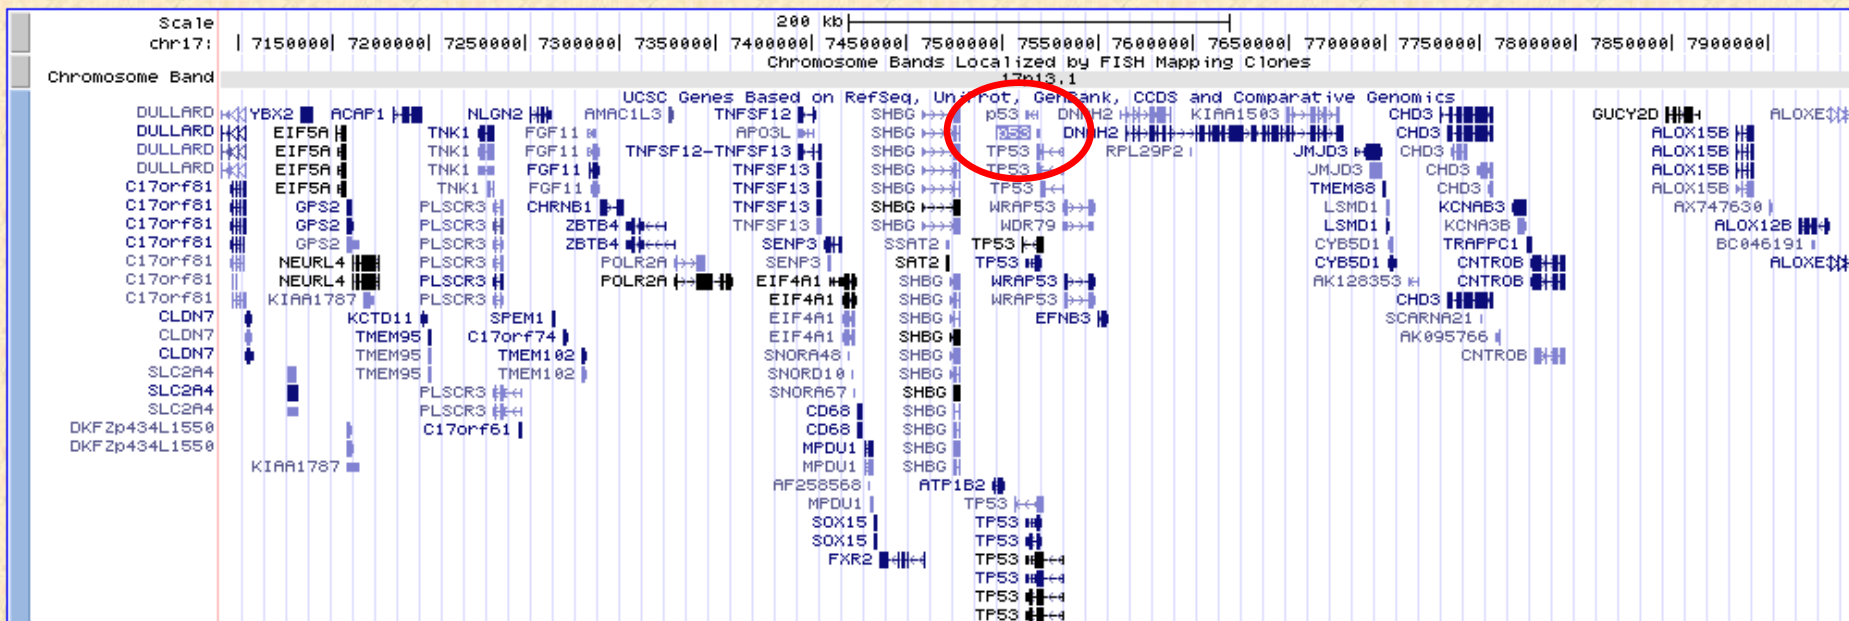 Scale 200 kb
chr17: 7150000 7200000 7250000 7300000 7350000 7400000 7450000 7500000 7550000 7600000 7650000 7700000 7750000 7800000 7850000 7900000
Chromosome Bands Localized by FISH Mapping Clones
Chromosome Band 17p13.1
UCSC Genes Based on RefSeq, UniProt, GenBank, CCDS and Comparative Genomics
DULLARD YBX2 ACAP1 NLGN2 AMAC1L3 TNFSF12 SHBG p53 DNAH2 KIAA1503 CHD3 GUCY2D ALOXE
DULLARD EIF5A TNK1 FGF11 APO3L SHBG p53 DNAH2 CHD3 ALOX15B
DULLARD EIF5A TNK1 FGF11 TNFSF12-TNFSF13 SHBG TP53 RPL29P2 JMJD3 CHD3 ALOX15B
DULLARD EIF5A TNK1 FGF11 TNFSF13 SHBG TP53 JMJD3 CHD3 ALOX15B
C17orf81 EIF5A TNK1 FGF11 TNFSF13 SHBG TP53 TMEM88 CHD3 ALOX15B
C17orf81 GPS2 PLSCR3 CHRNB1 TNFSF13 SHBG WRAP53 LSMD1 KCNAB3 AX747630
C17orf81 GPS2 PLSCR3 ZBTB4 TNFSF13 SHBG WDR79 LSMD1 KCNA3B ALOX12B
C17orf81 GPS2 PLSCR3 ZBTB4 SENP3 SSAT2 TP53 CYB5D1 TRAPPC1 BC046191
C17orf81 NEURL4 PLSCR3 POLR2A SENP3 SAT2 TP53 CYB5D1 CNTROB ALOXE
C17orf81 NEURL4 PLSCR3 POLR2A EIF4A1 SHBG WRAP53 AK128353 CNTROB
C17orf81 KIAA1787 PLSCR3 EIF4A1 SHBG WRAP53 CHD3
CLDN7 KCTD11 SPEM1 EIF4A1 SHBG EFNB3 SCARNA21
CLDN7 TMEM95 C17orf74 EIF4A1 SHBG AK095766
CLDN7 TMEM95 TMEM102 SNORA48 SHBG CNTROB
SLC2A4 TMEM95 TMEM102 SNORD10 SHBG
SLC2A4 PLSCR3 SNORA67 SHBG
SLC2A4 PLSCR3 CD68 SHBG
DKFZp434L1550 C17orf61 CD68 SHBG
DKFZp434L1550 MPDU1 SHBG
KIAA1787 MPDU1 SHBG
AF258568 ATP1B2
MPDU1 TP53
SOX15 TP53
SOX15 TP53
FXR2 TP53
TP53
TP53
TP53